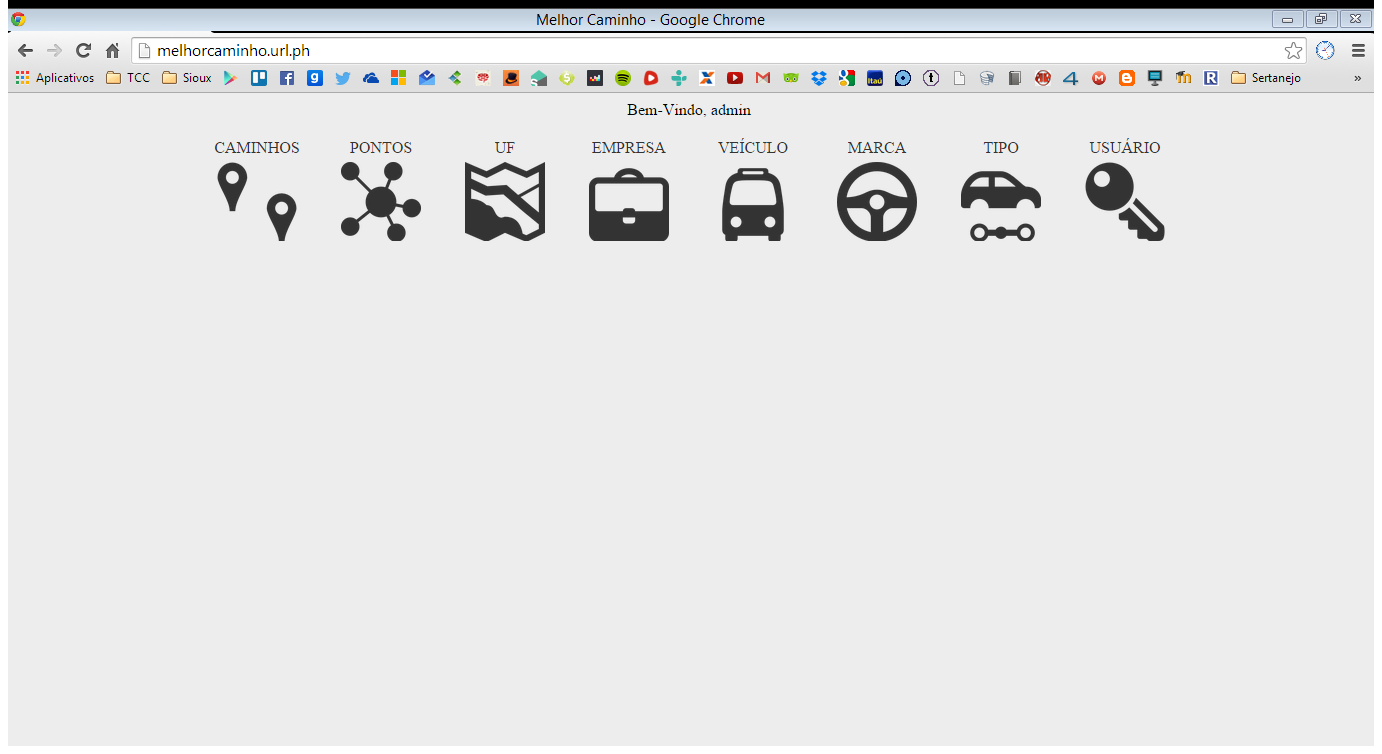 Melhor Caminho - Google Chrome
melhorcaminho.url.ph
Aplicativos TCC Sioux Itaú Sertanejo »
Bem-Vindo, admin
CAMINHOS PONTOS UF EMPRESA VEÍCULO MARCA TIPO USUÁRIO